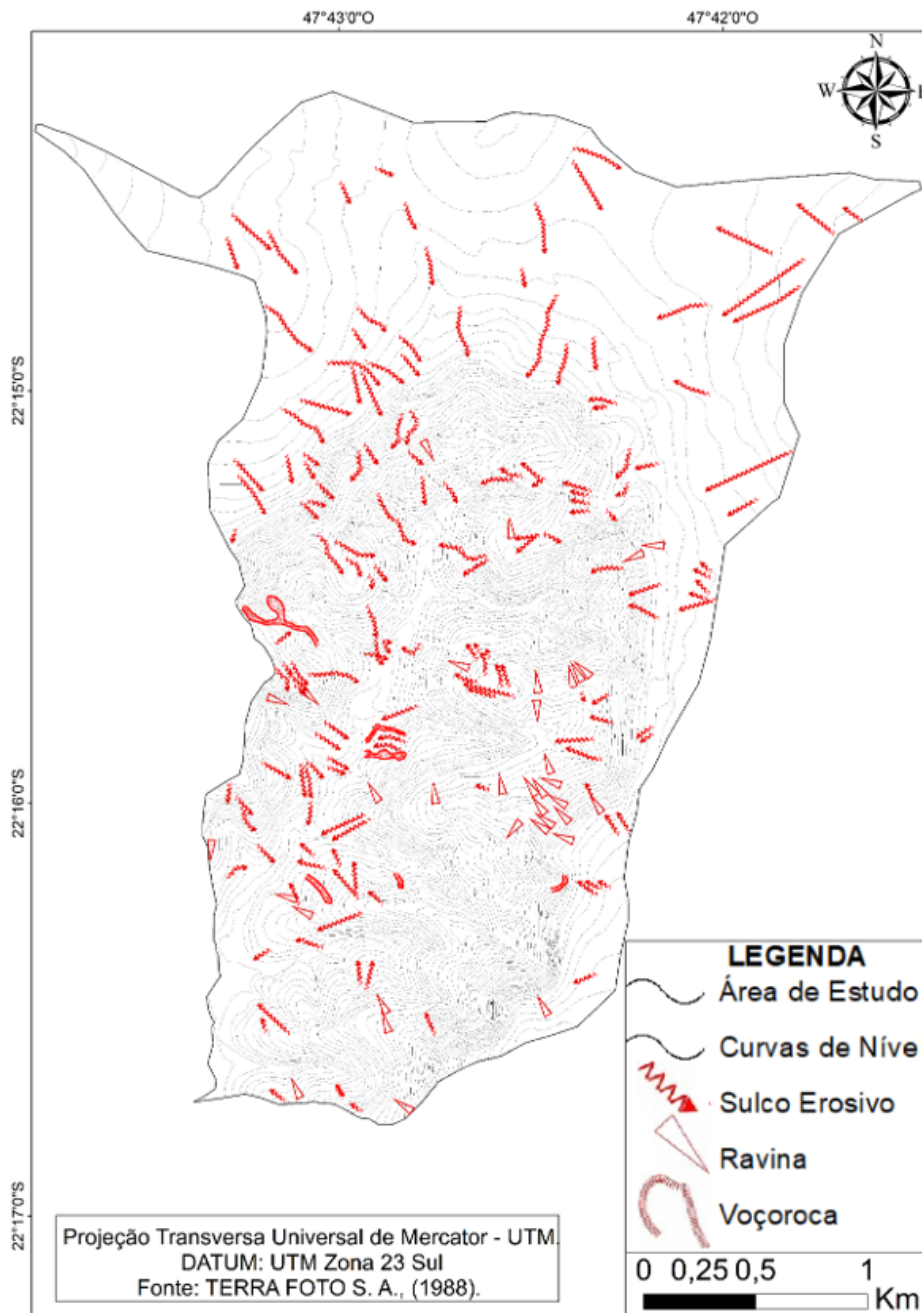 47°43'0"O 47°42'0"O
N
W E
S
22°15'0"S
22°16'0"S
22°17'0"S
LEGENDA
Área de Estudo
Curvas de Níve
Sulco Erosivo
Ravina
Voçoroca
Projeção Transversa Universal de Mercator - UTM.
DATUM: UTM Zona 23 Sul
Fonte: TERRA FOTO S. A., (1988).
0 0,25 0,5 1
Km